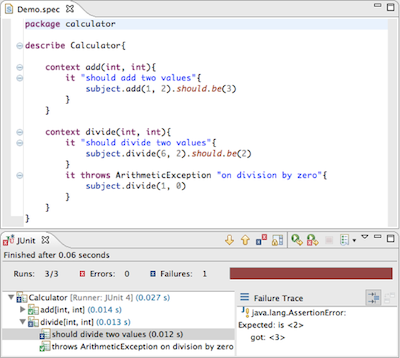 Demo.spec
package calculator
describe Calculator{
context add(int, int){
it "should add two values"{
subject.add(1, 2).should.be(3)
}
}
context divide(int, int){
it "should divide two values"{
subject.divide(6, 2).should.be(2)
}
it throws ArithmeticException "on division by zero"{
subject.divide(1, 0)
}
}
}
JUnit
Finished after 0.06 seconds
Runs: 3/3 Errors: 0 Failures: 1
Calculator [Runner: JUnit 4] (0.027 s)
add[int, int] (0.014 s)
divide[int, int] (0.013 s)
should divide two values (0.012 s)
throws ArithmeticException on division by zero
Failure Trace
java.lang.AssertionError:
Expected: is <2>
got: <3>